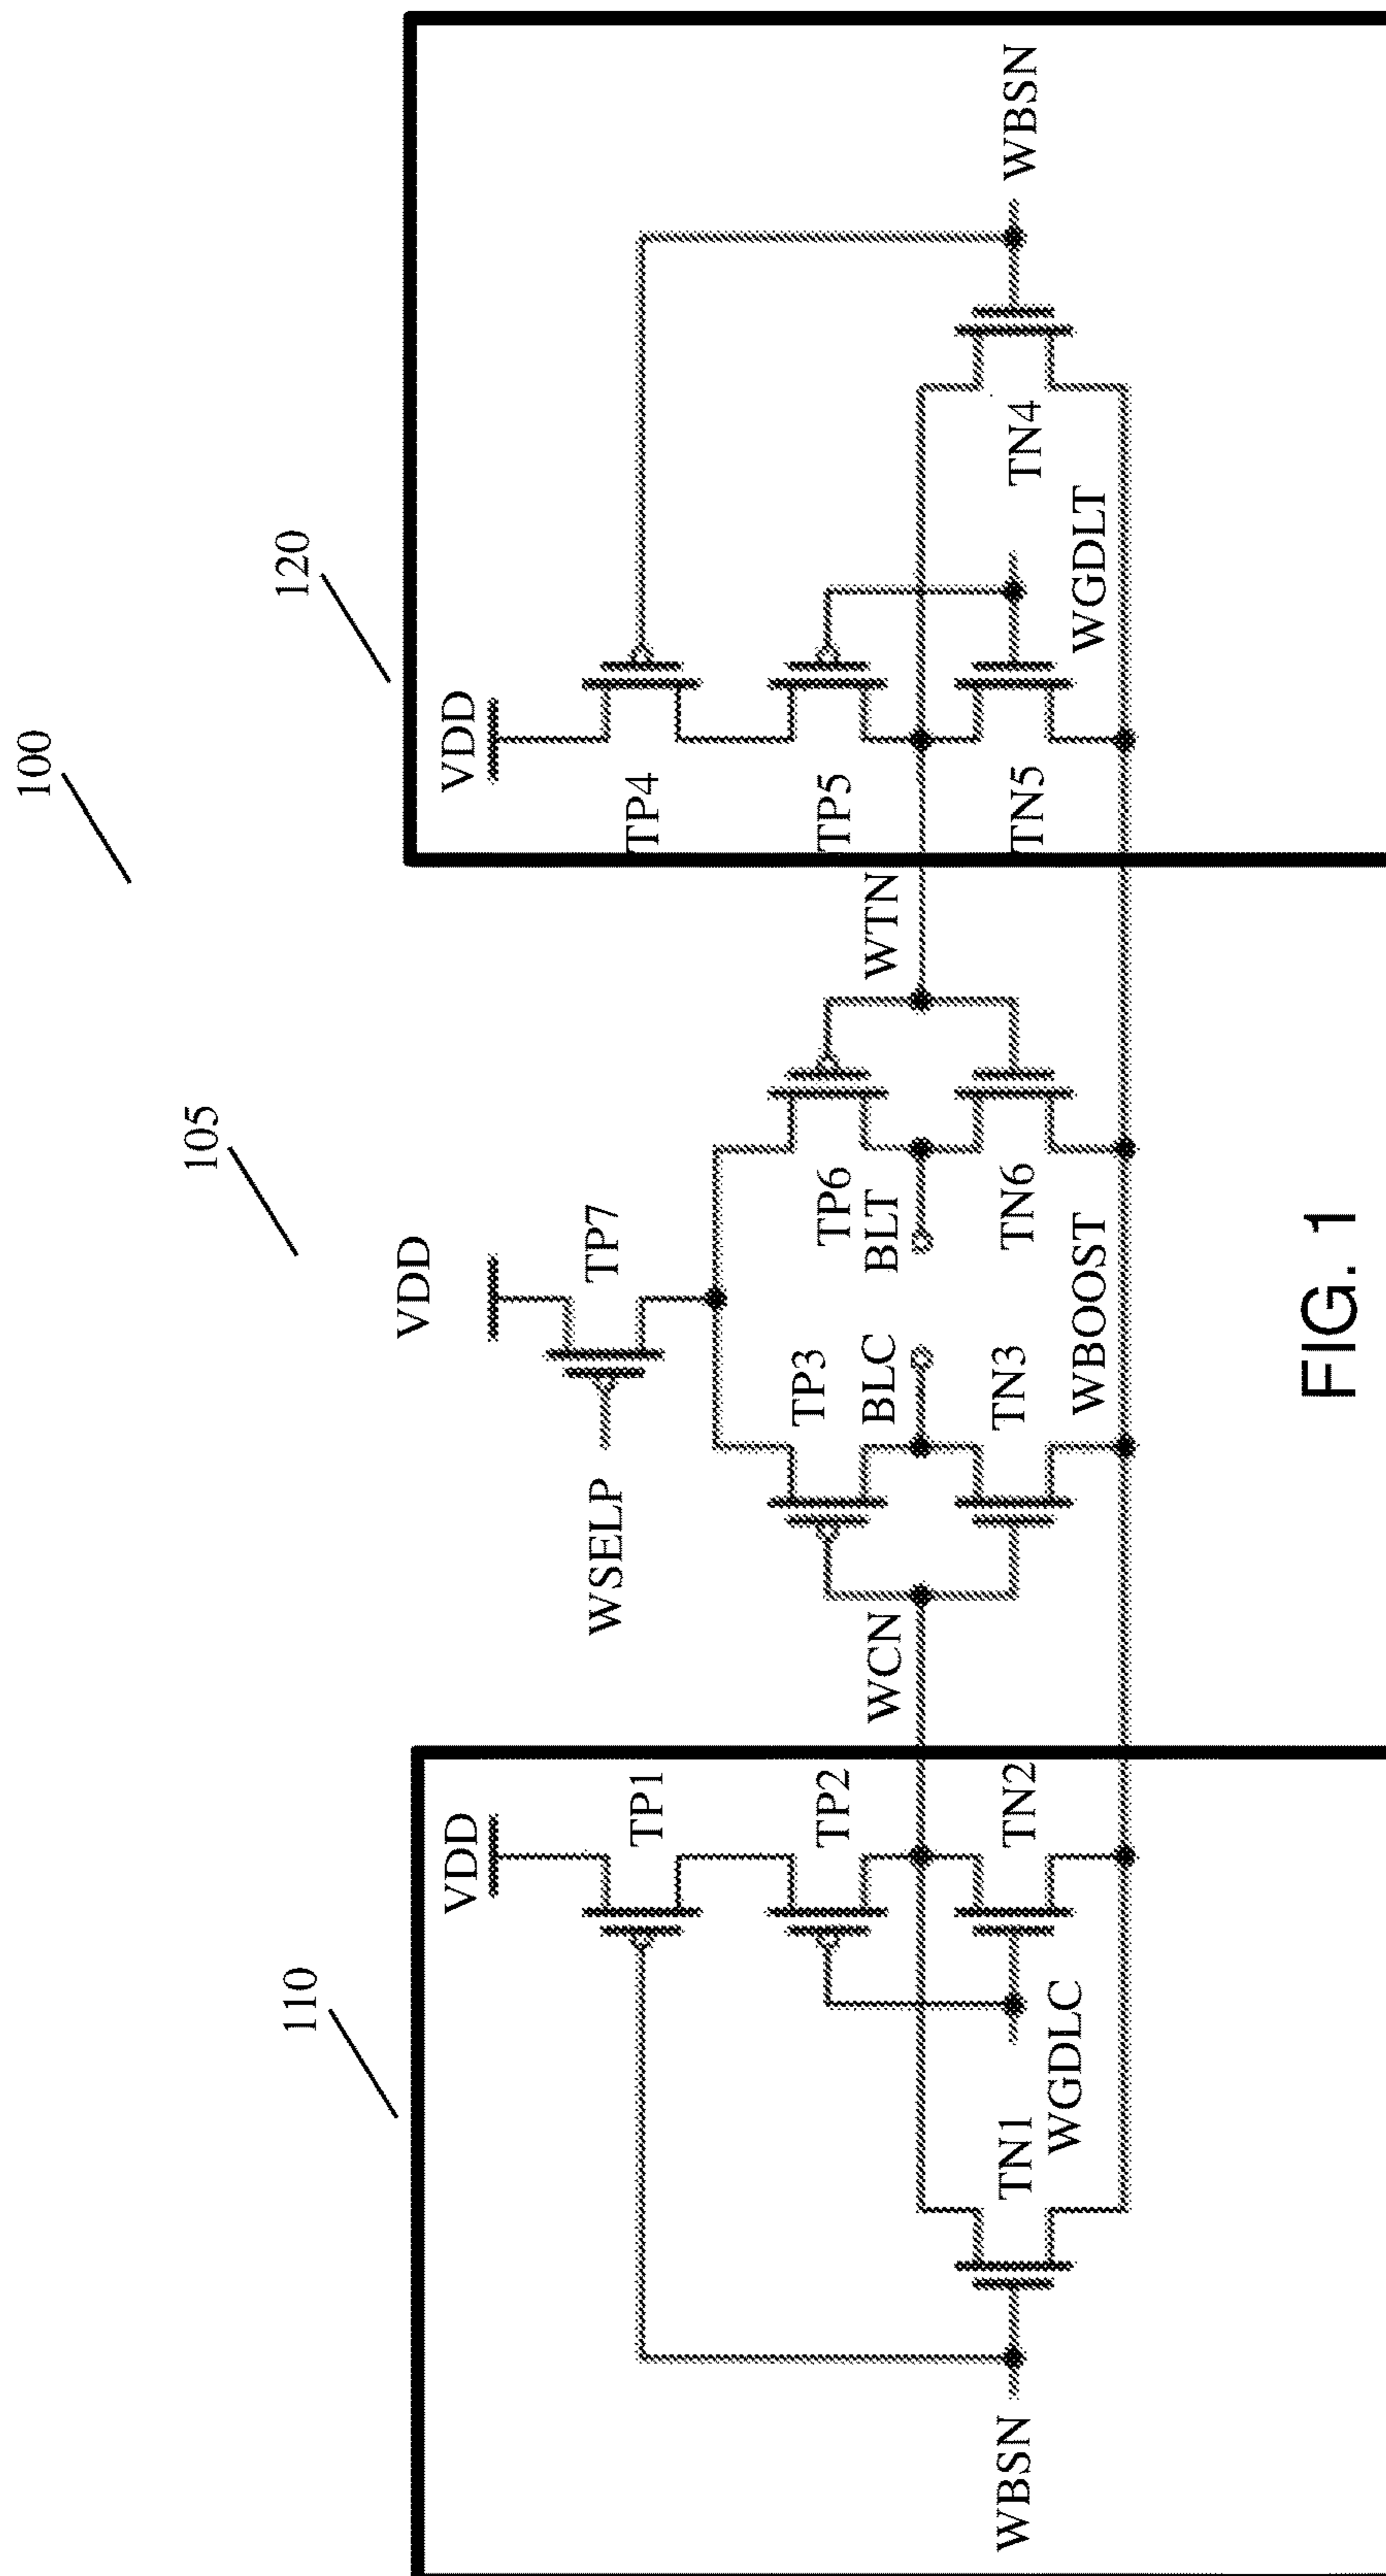 100
105
110
120
VDD
VDD
VDD
TP7
WSELP
TP1
TP4
TP2
WCN
TP3
TP6
WTN
TP5
BLC
BLT
WBSN
TN1
TN2
TN3
TN6
TN5
TN4
WBSN
WGDLC
WBOOST
WGDLT
FIG. 1